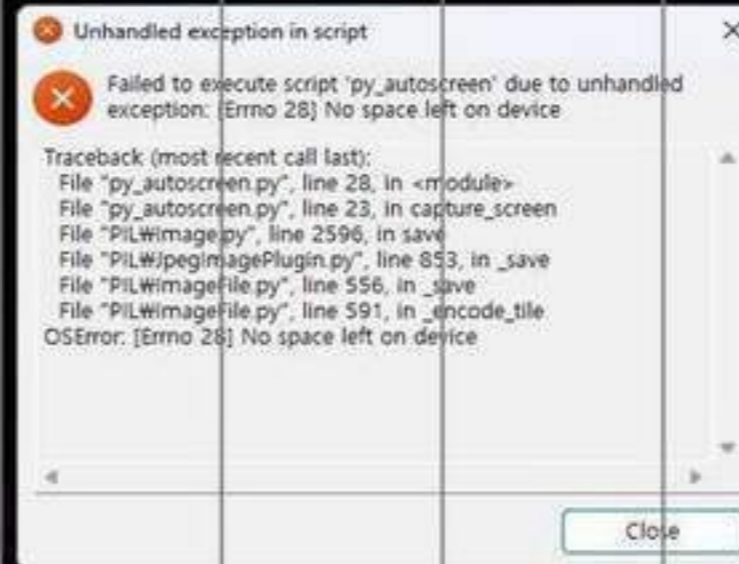 Unhandled exception in script
Failed to execute script 'py_autoscreen' due to unhandled
exception: [Errno 28] No space left on device
Traceback (most recent call last):
File "py_autoscreen.py", line 28, in <module>
File "py_autoscreen.py", line 23, in capture_screen
File "PIL₩Image.py", line 2596, in save
File "PIL₩JpegImagePlugin.py", line 853, in _save
File "PIL₩ImageFile.py", line 556, in _save
File "PIL₩ImageFile.py", line 591, in _encode_tile
OSError: [Errno 28] No space left on device
Close